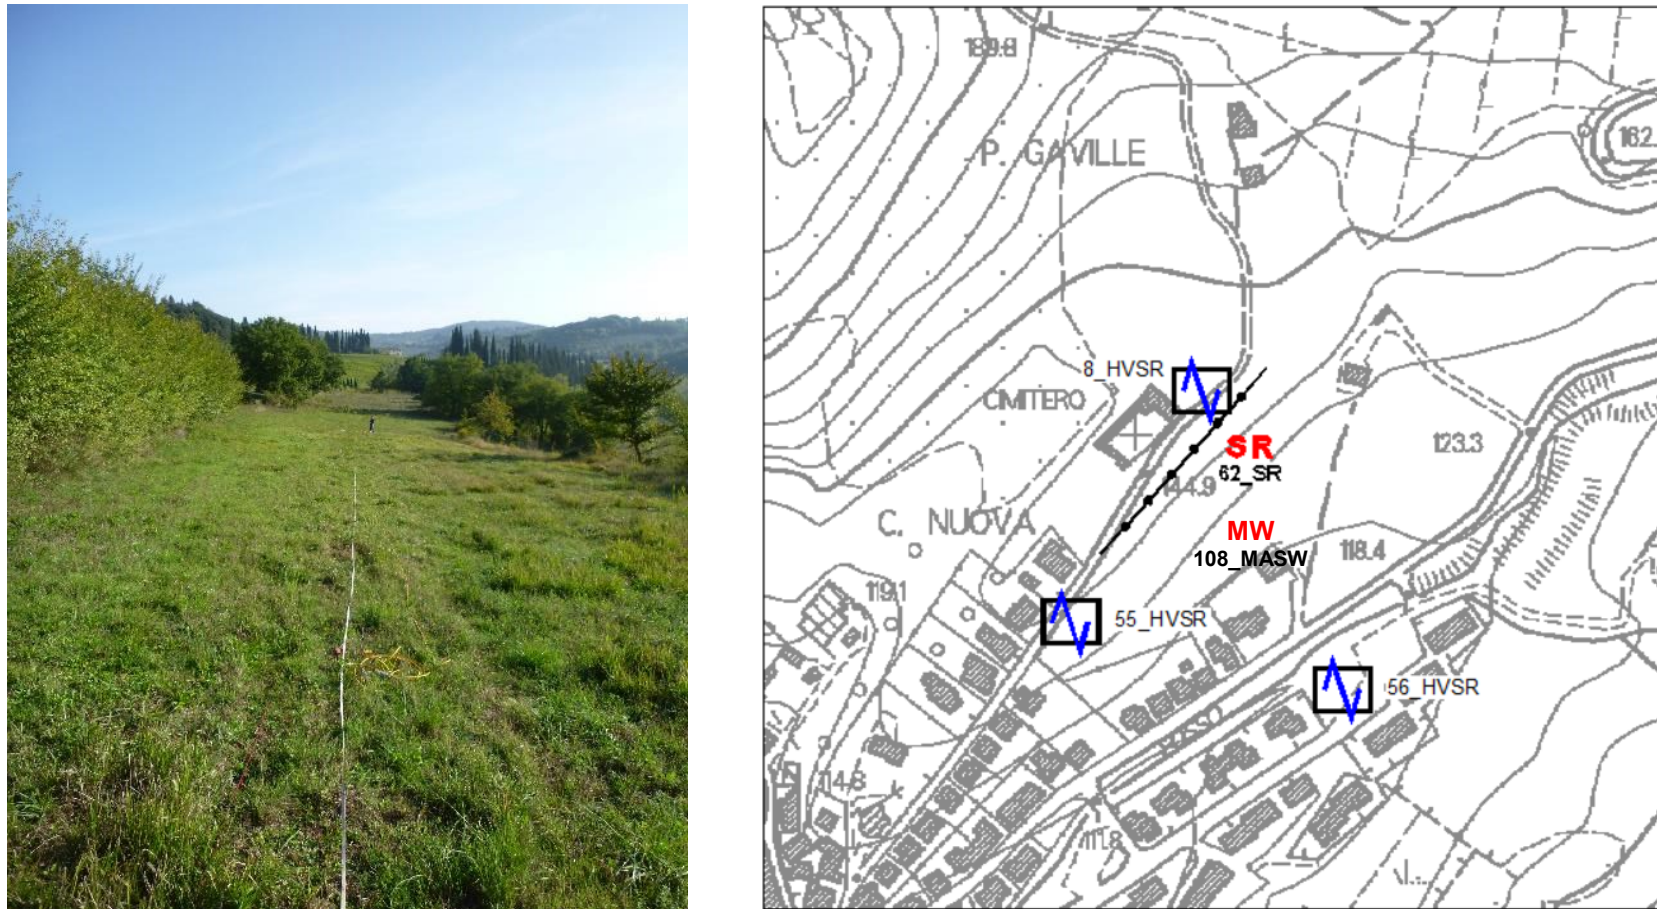 189.8
162.
P. GAVILLE
8_HVSR
CIMITERO
SR
123.3
62_SR
144.9
C. NUOVA
MW
118.4
108_MASW
119.1
55_HVSR
56_HVSR
FOSSO
114.8
111.8